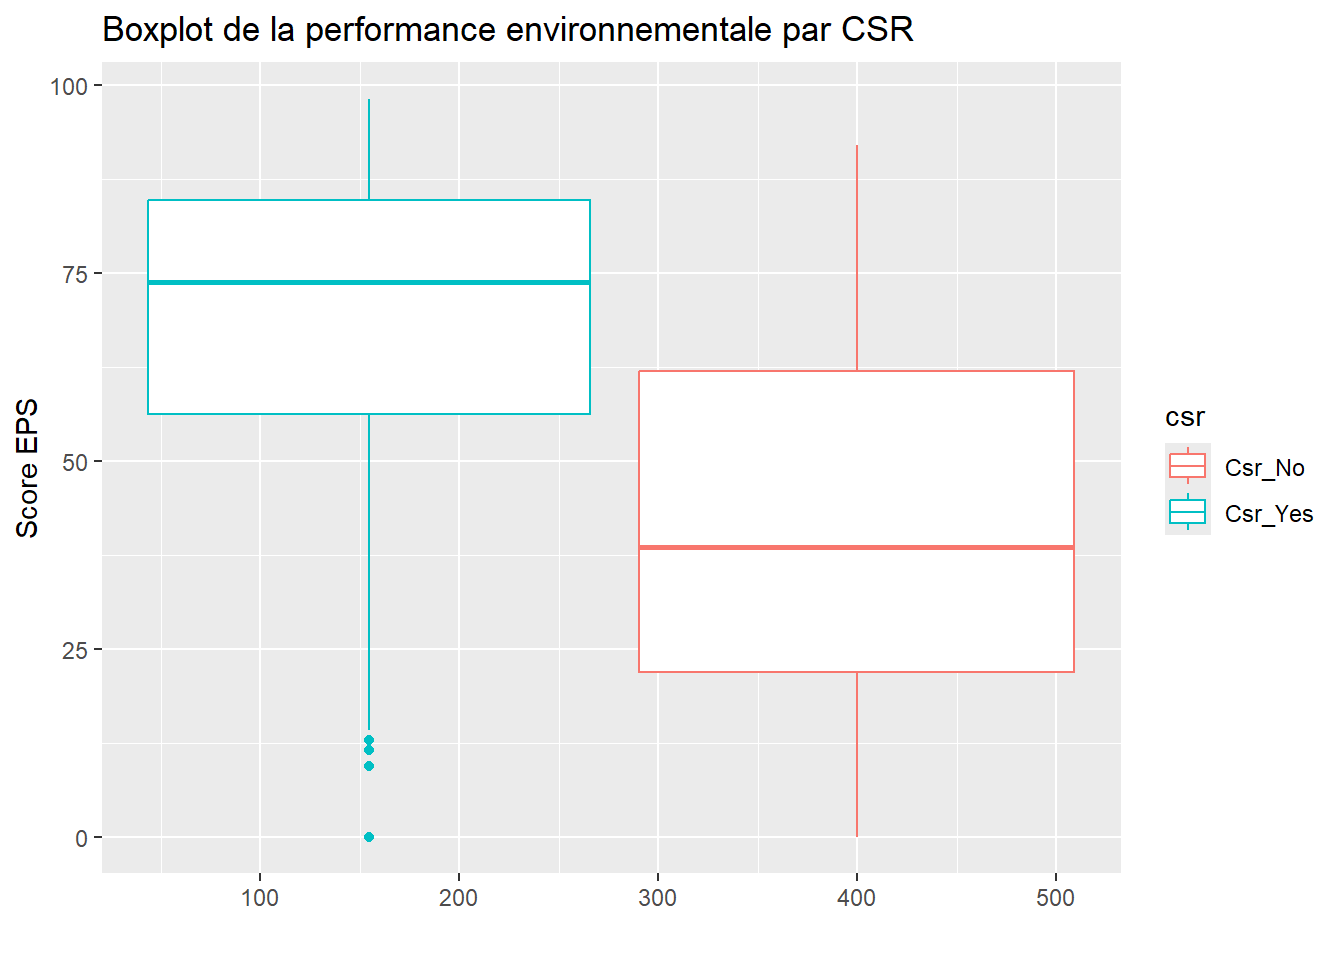 Boxplot de la performance environnementale par CSR
100
75
50
25
0
Score EPS
100 200 300 400 500
csr
Csr_No
Csr_Yes